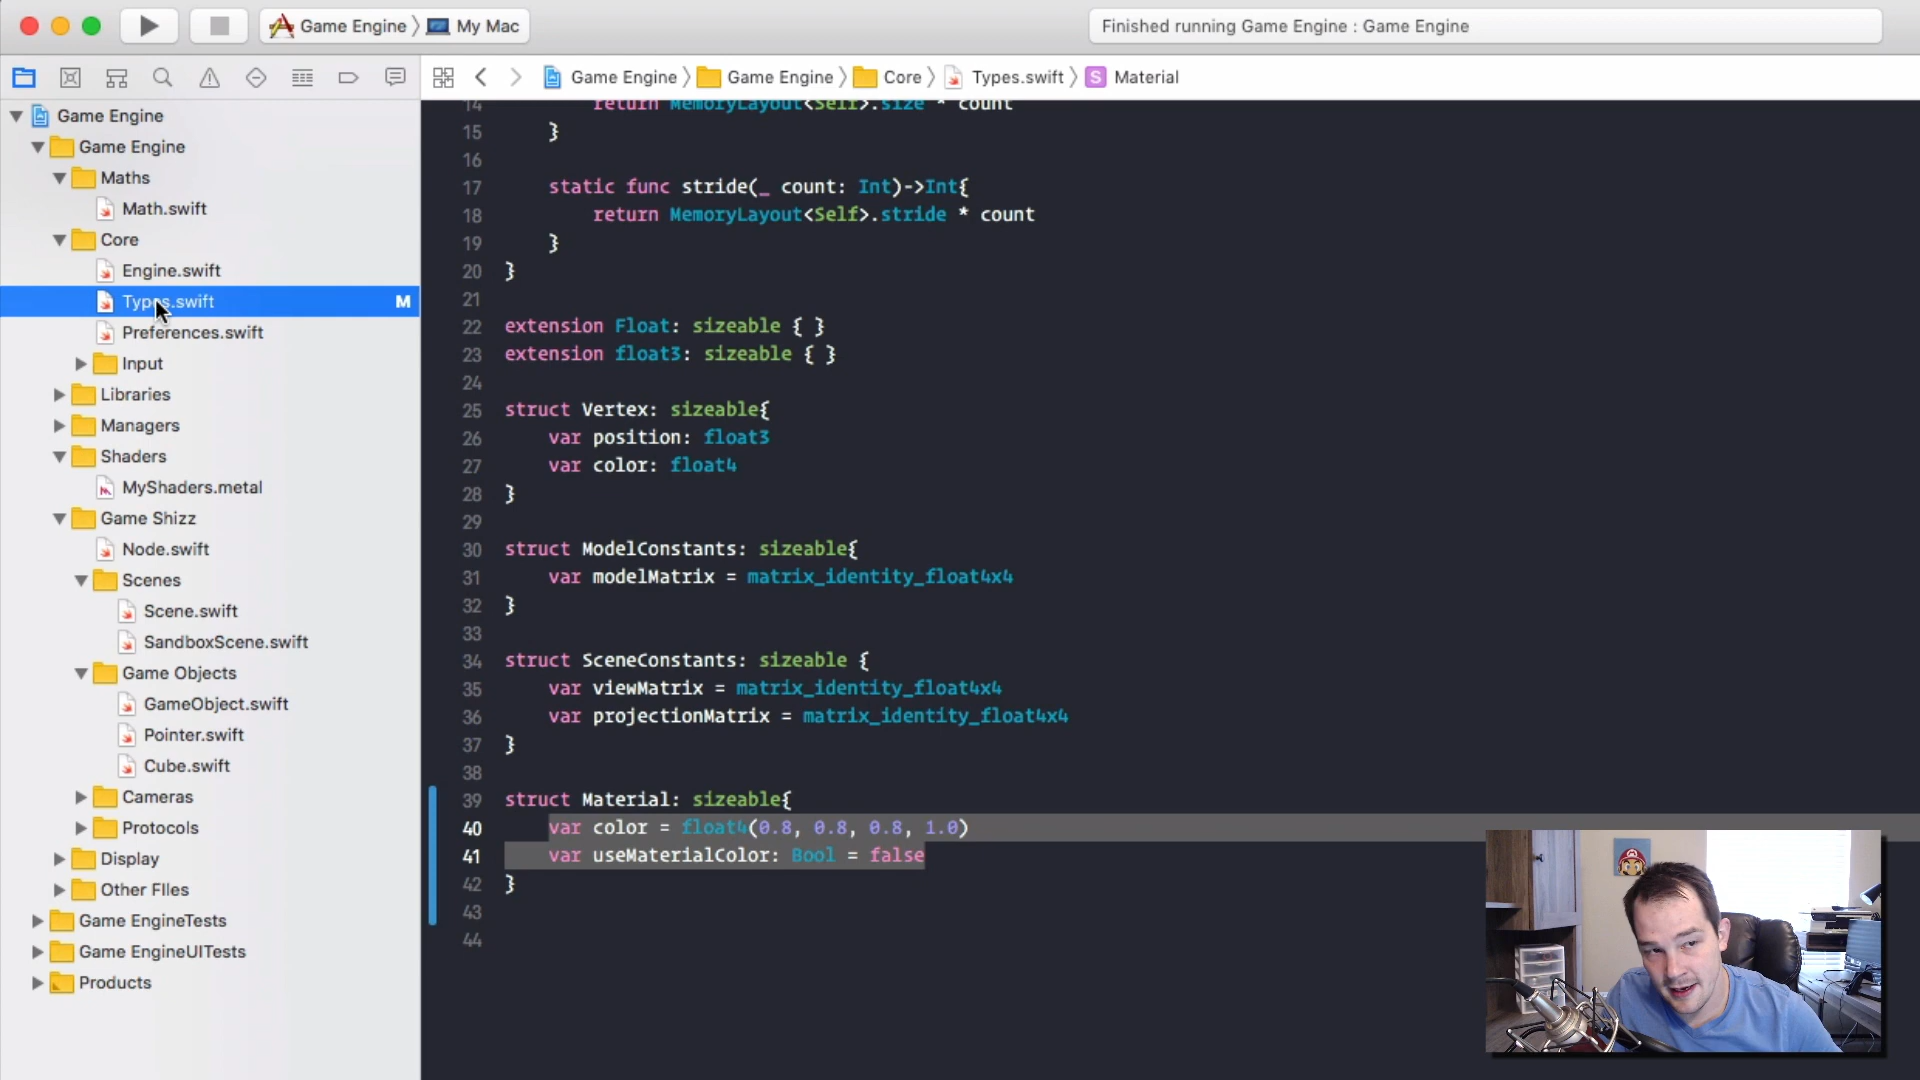 Game Engine 〉 My Mac
Finished running Game Engine : Game Engine
Game Engine 〉 Game Engine 〉 Core 〉 Types.swift 〉 S Material
Game Engine
Game Engine
Maths
Math.swift
Core
Engine.swift
Types.swift M
Preferences.swift
Input
Libraries
Managers
Shaders
MyShaders.metal
Game Shizz
Node.swift
Scenes
Scene.swift
SandboxScene.swift
Game Objects
GameObject.swift
Pointer.swift
Cube.swift
Cameras
Protocols
Display
Other FIles
Game EngineTests
Game EngineUITests
Products
14 return MemoryLayout<Self>.size * count
15 }
16
17 static func stride(_ count: Int)->Int{
18 return MemoryLayout<Self>.stride * count
19 }
20 }
21
22 extension Float: sizeable { }
23 extension float3: sizeable { }
24
25 struct Vertex: sizeable{
26 var position: float3
27 var color: float4
28 }
29
30 struct ModelConstants: sizeable{
31 var modelMatrix = matrix_identity_float4x4
32 }
33
34 struct SceneConstants: sizeable {
35 var viewMatrix = matrix_identity_float4x4
36 var projectionMatrix = matrix_identity_float4x4
37 }
38
39 struct Material: sizeable{
40 var color = float4(0.8, 0.8, 0.8, 1.0)
41 var useMaterialColor: Bool = false
42 }
43
44